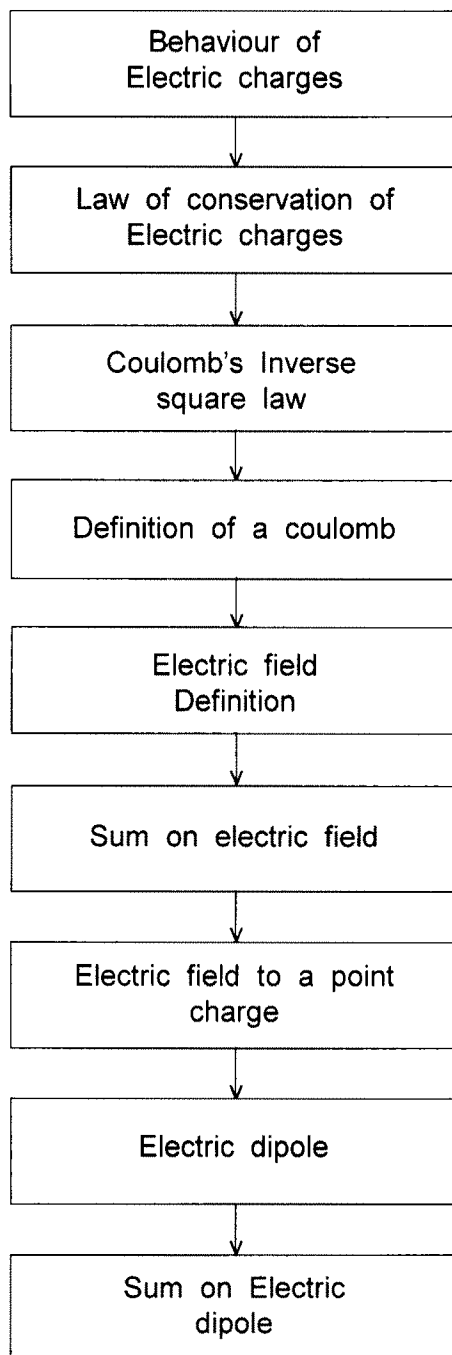 Behaviour of
Electric charges
Law of conservation of
Electric charges
Coulomb's Inverse
square law
Definition of a coulomb
Electric field
Definition
Sum on electric field
Electric field to a point
charge
Electric dipole
Sum on Electric
dipole